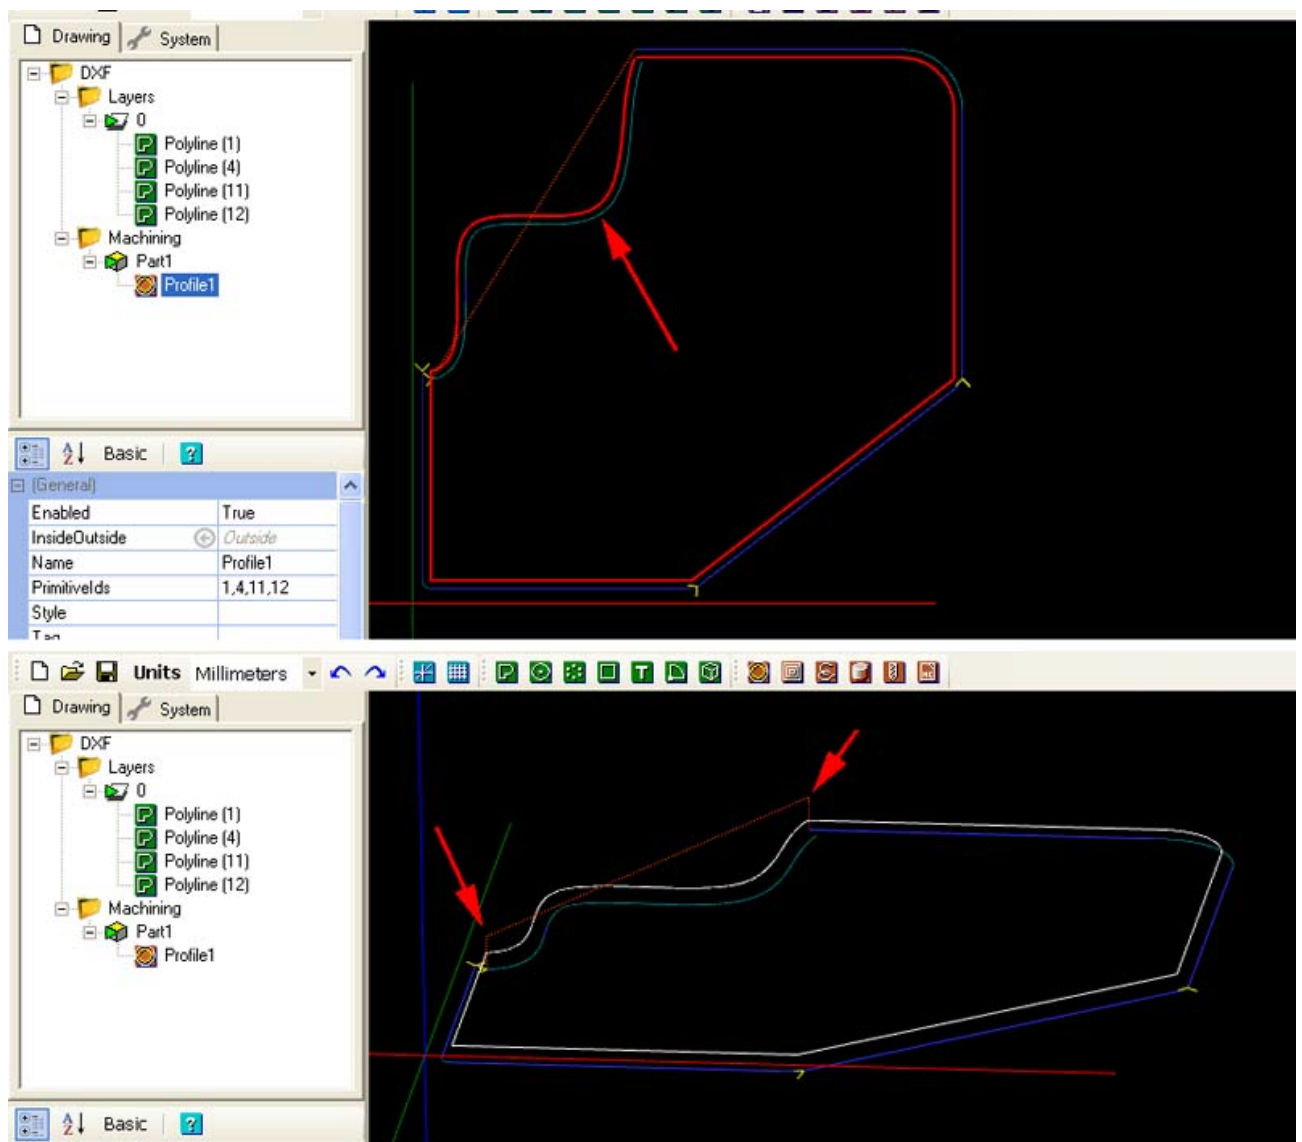 Drawing
System
DXF
Layers
0
Polyline (1)
Polyline (4)
Polyline (11)
Polyline (12)
Machining
Part1
Profile1
Basic
(General)
Enabled True
InsideOutside Outside
Name Profile1
PrimitiveIds 1,4,11,12
Style
Tag
Units Millimeters
Drawing
System
DXF
Layers
0
Polyline (1)
Polyline (4)
Polyline (11)
Polyline (12)
Machining
Part1
Profile1
Basic